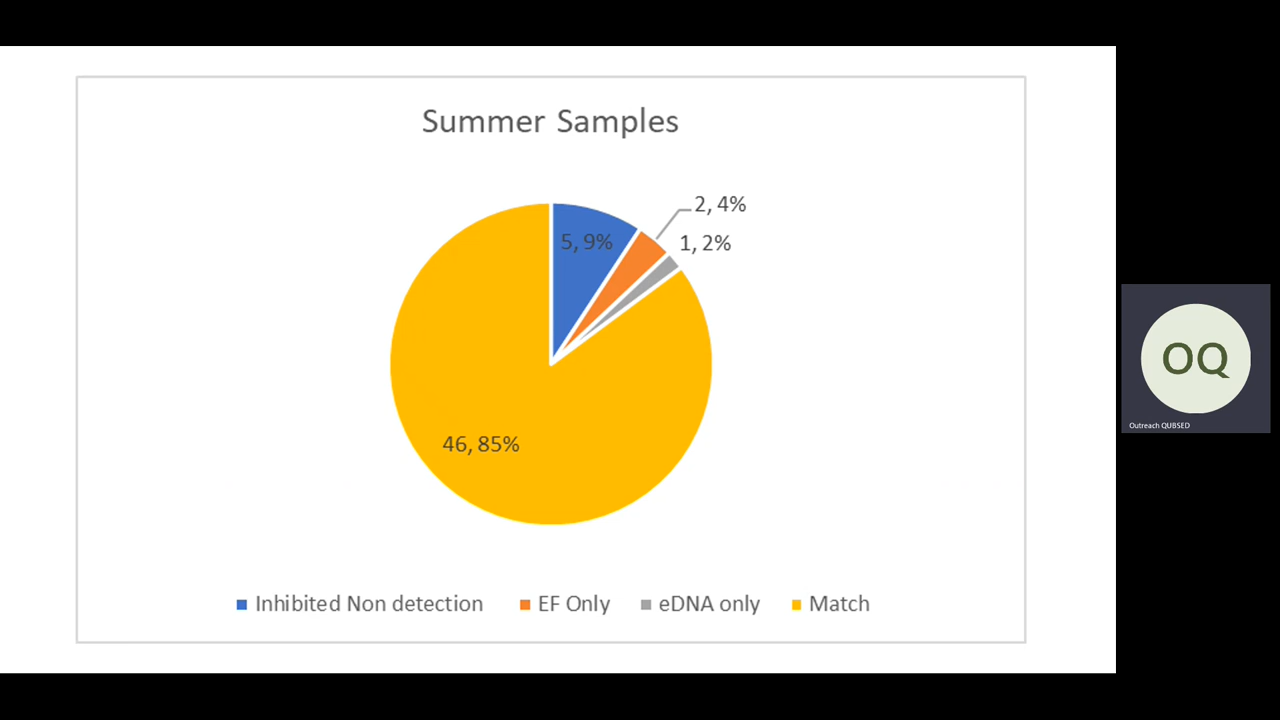 Summer Samples
2, 4%
5, 9%
1, 2%
46, 85%
Inhibited Non detection EF Only eDNA only Match
OQ
Outreach QUBSED